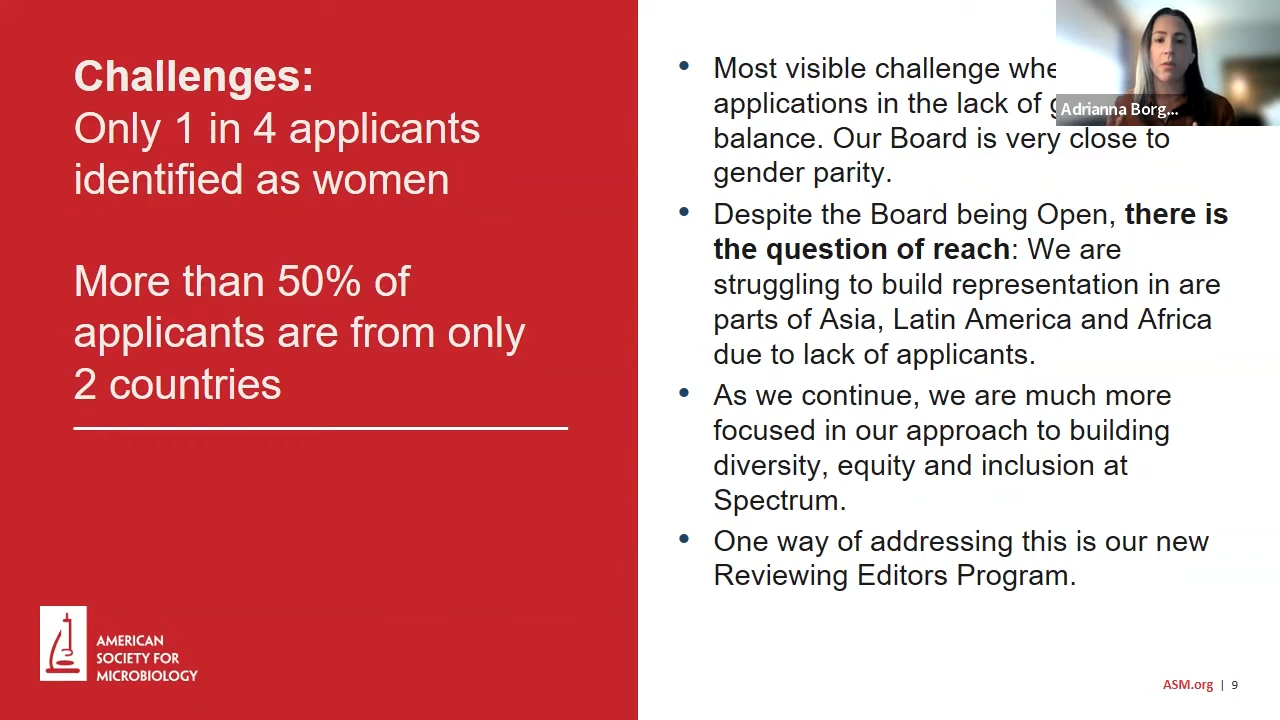 Challenges:
Only 1 in 4 applicants
identified as women
More than 50% of
applicants are from only
2 countries
AMERICAN
SOCIETY FOR
MICROBIOLOGY
• Most visible challenge
applications in the lack of
balance. Our Board is very close to
gender parity.
• Despite the Board being Open, there is
the question of reach: We are
struggling to build representation in are
parts of Asia, Latin America and Africa
due to lack of applicants.
• As we continue, we are much more
focused in our approach to building
diversity, equity and inclusion at
Spectrum.
• One way of addressing this is our new
Reviewing Editors Program.
Adrianna Borg...
ASM.org | 9